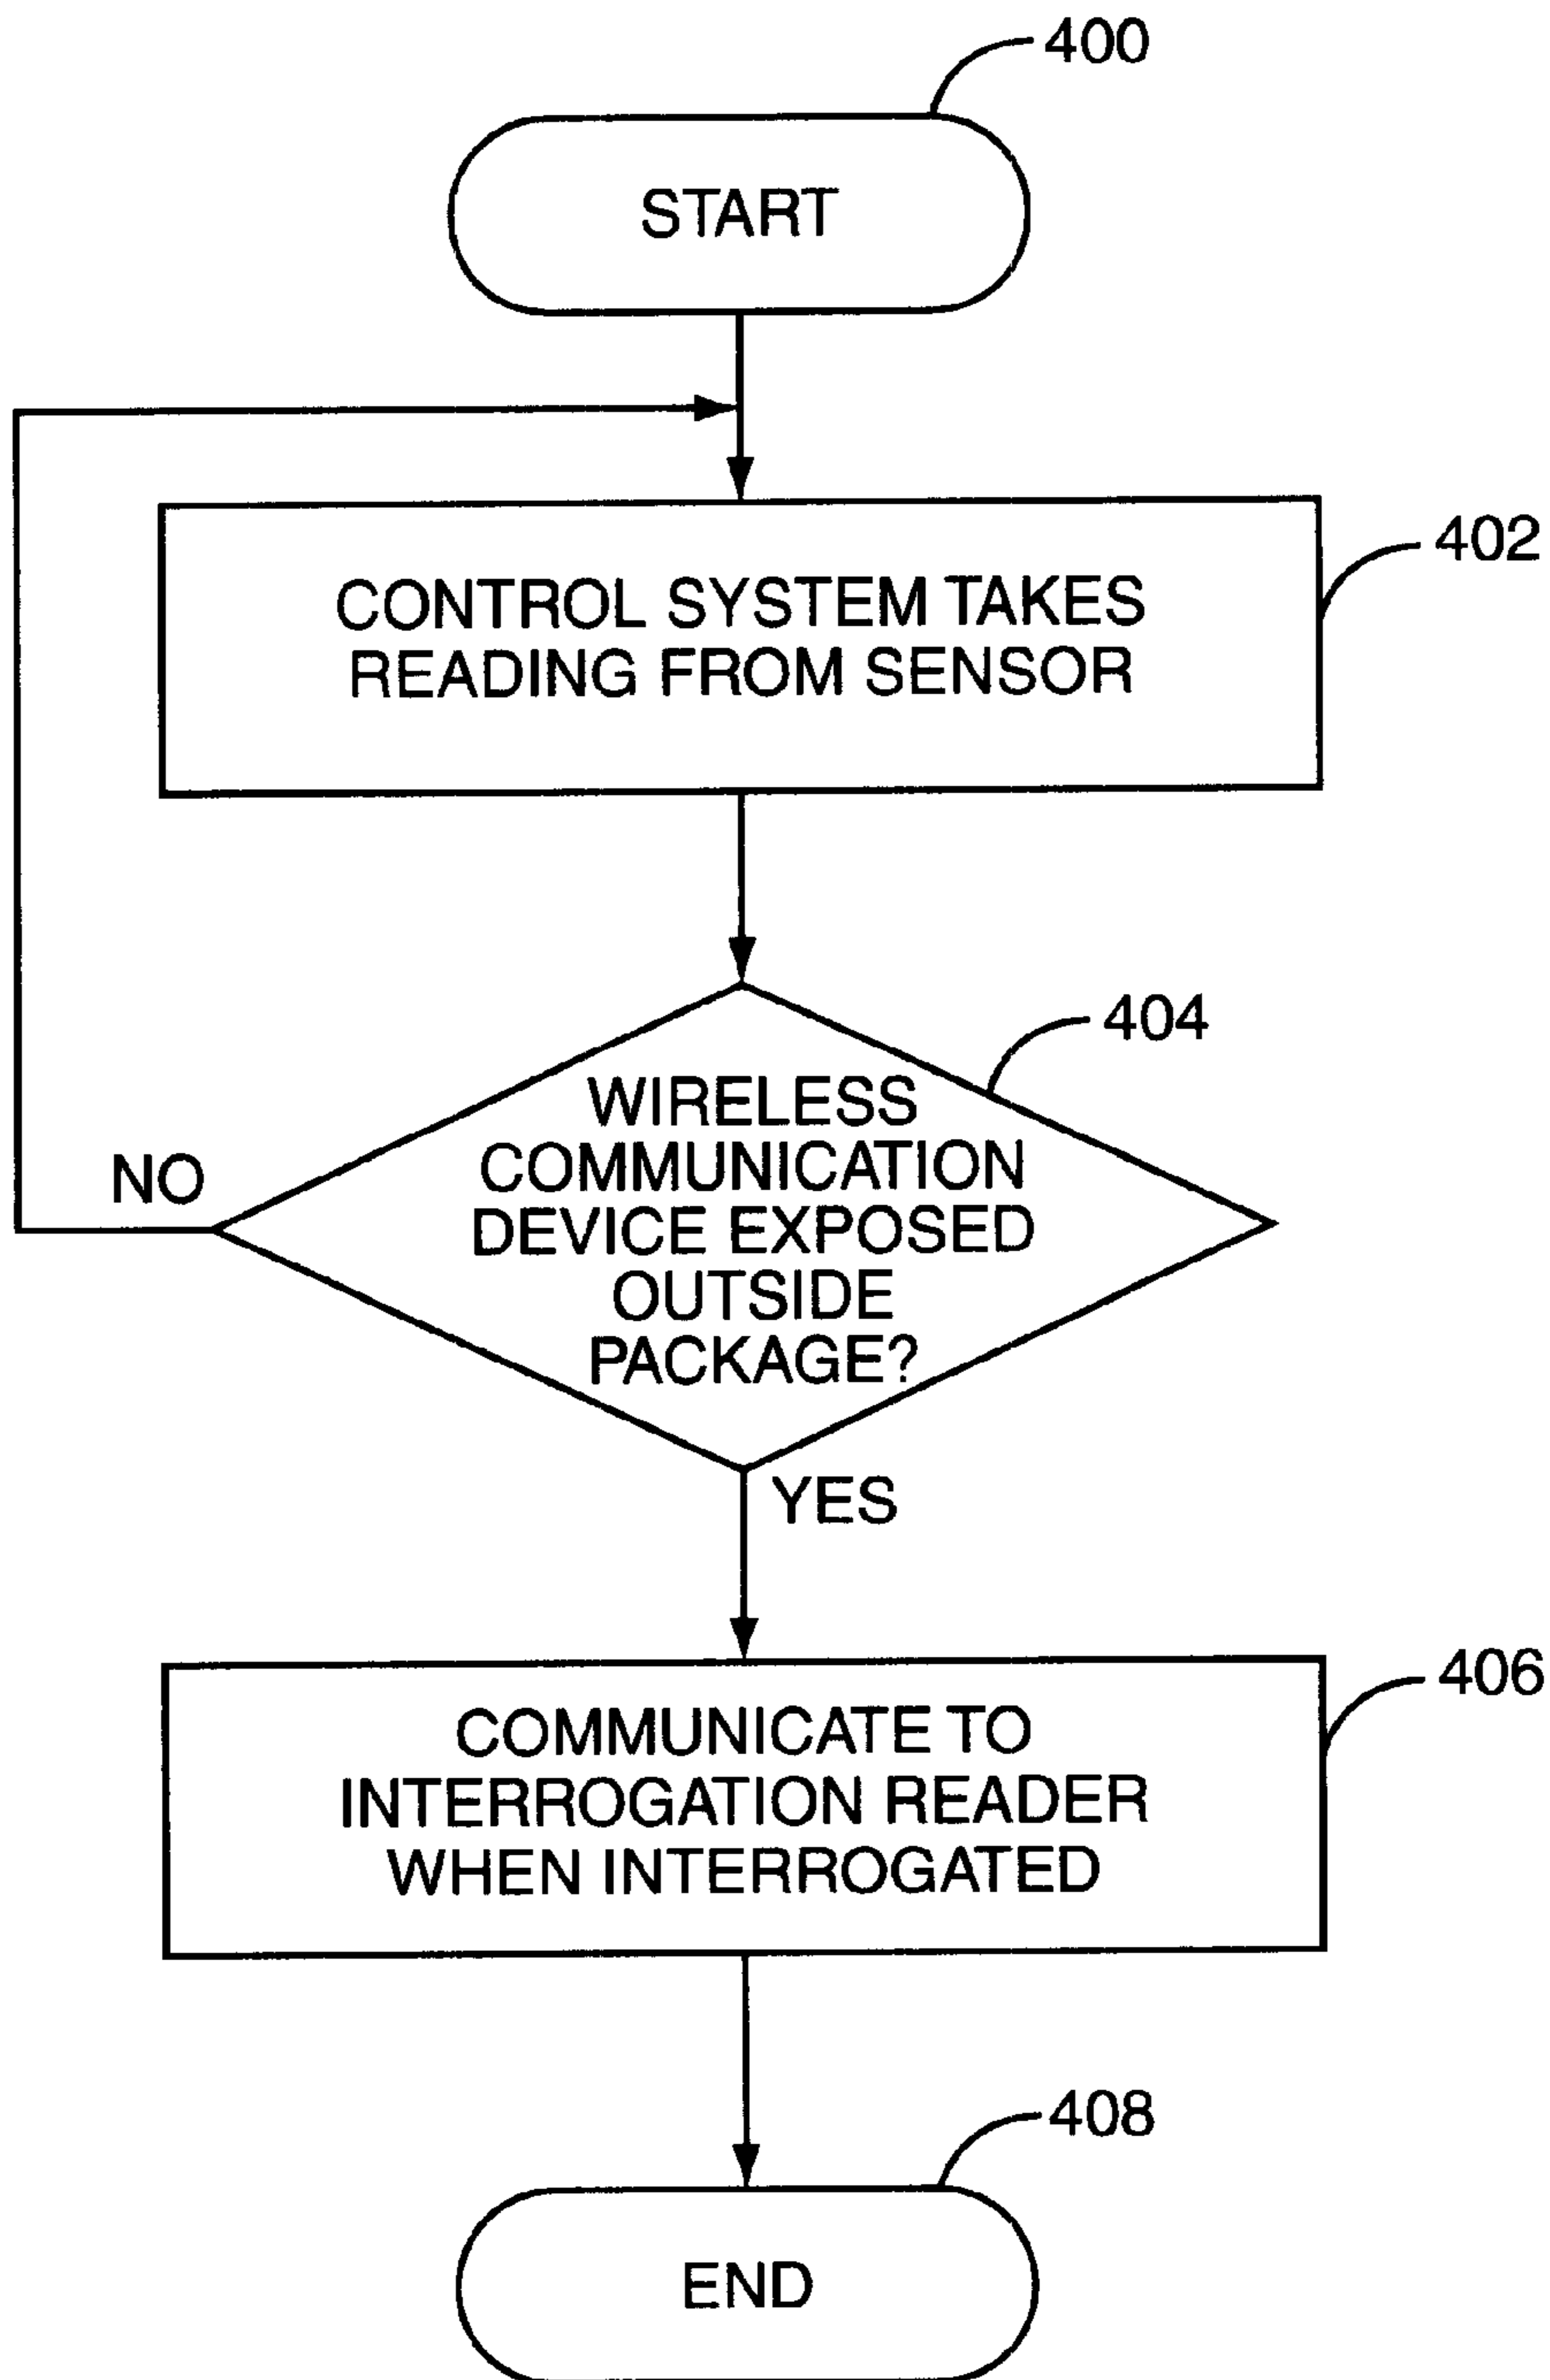 400
START
CONTROL SYSTEM TAKES
READING FROM SENSOR
402
404
WIRELESS
COMMUNICATION
DEVICE EXPOSED
OUTSIDE
PACKAGE?
NO
YES
406
COMMUNICATE TO
INTERROGATION READER
WHEN INTERROGATED
408
END